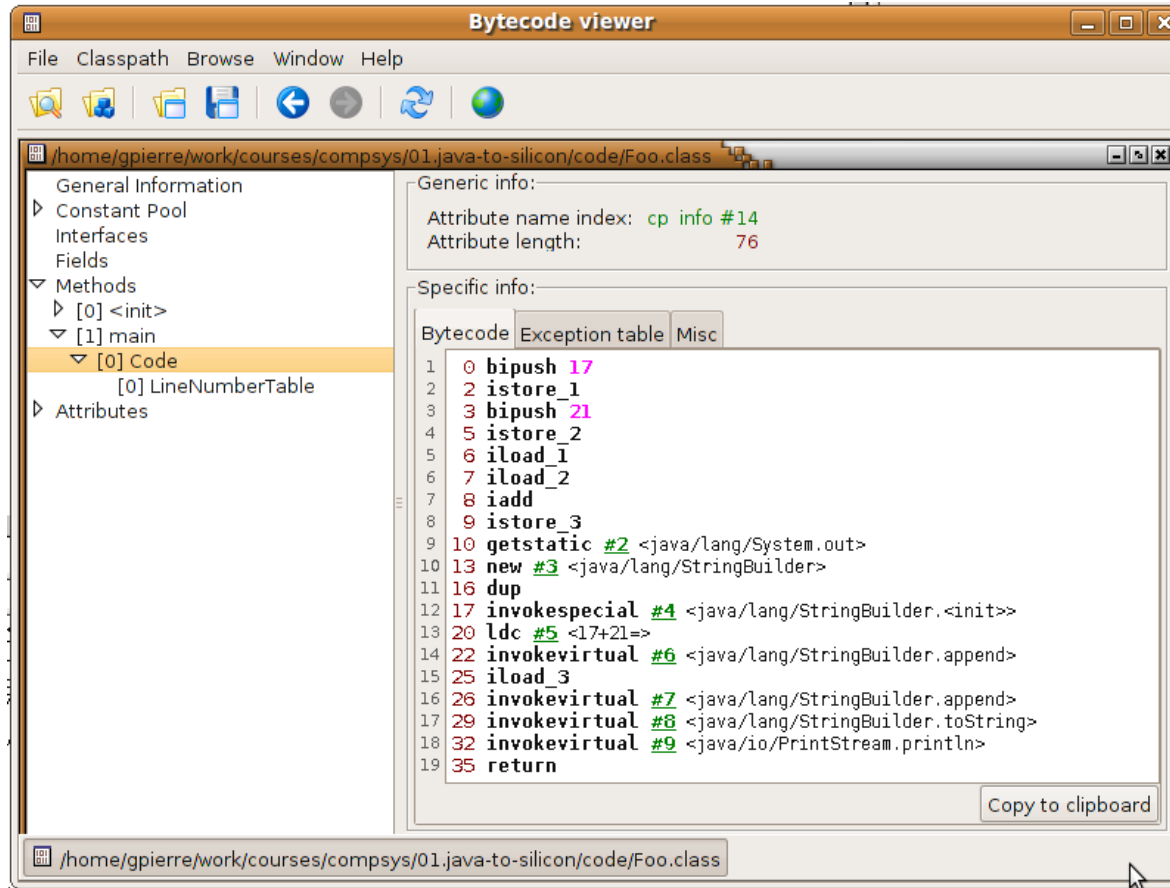 Bytecode viewer
File Classpath Browse Window Help
/home/gpierre/work/courses/compsys/01.java-to-silicon/code/Foo.class
General Information
Constant Pool
Interfaces
Fields
Methods
[0] <init>
[1] main
[0] Code
[0] LineNumberTable
Attributes
Generic info:
Attribute name index: cp info #14
Attribute length: 76
Specific info:
Bytecode Exception table Misc
1 0 bipush 17
2 2 istore_1
3 3 bipush 21
4 5 istore_2
5 6 iload_1
6 7 iload_2
7 8 iadd
8 9 istore_3
9 10 getstatic #2 <java/lang/System.out>
10 13 new #3 <java/lang/StringBuilder>
11 16 dup
12 17 invokespecial #4 <java/lang/StringBuilder.<init>>
13 20 ldc #5 <17+21=>
14 22 invokevirtual #6 <java/lang/StringBuilder.append>
15 25 iload_3
16 26 invokevirtual #7 <java/lang/StringBuilder.append>
17 29 invokevirtual #8 <java/lang/StringBuilder.toString>
18 32 invokevirtual #9 <java/io/PrintStream.println>
19 35 return
Copy to clipboard
/home/gpierre/work/courses/compsys/01.java-to-silicon/code/Foo.class